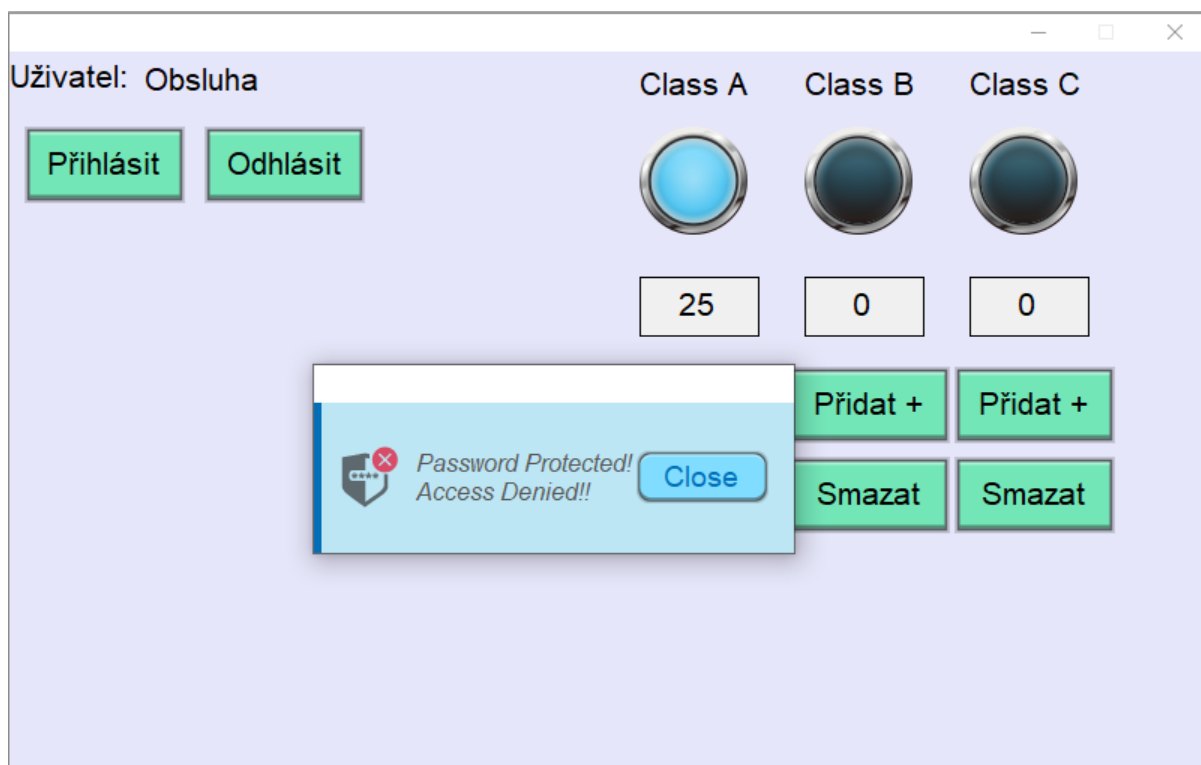 Uživatel: Obsluha
Class A Class B Class C
Přihlásit Odhlásit
25 0 0
Přidat + Přidat +
Password Protected!
Access Denied!!
Close
Smazat Smazat